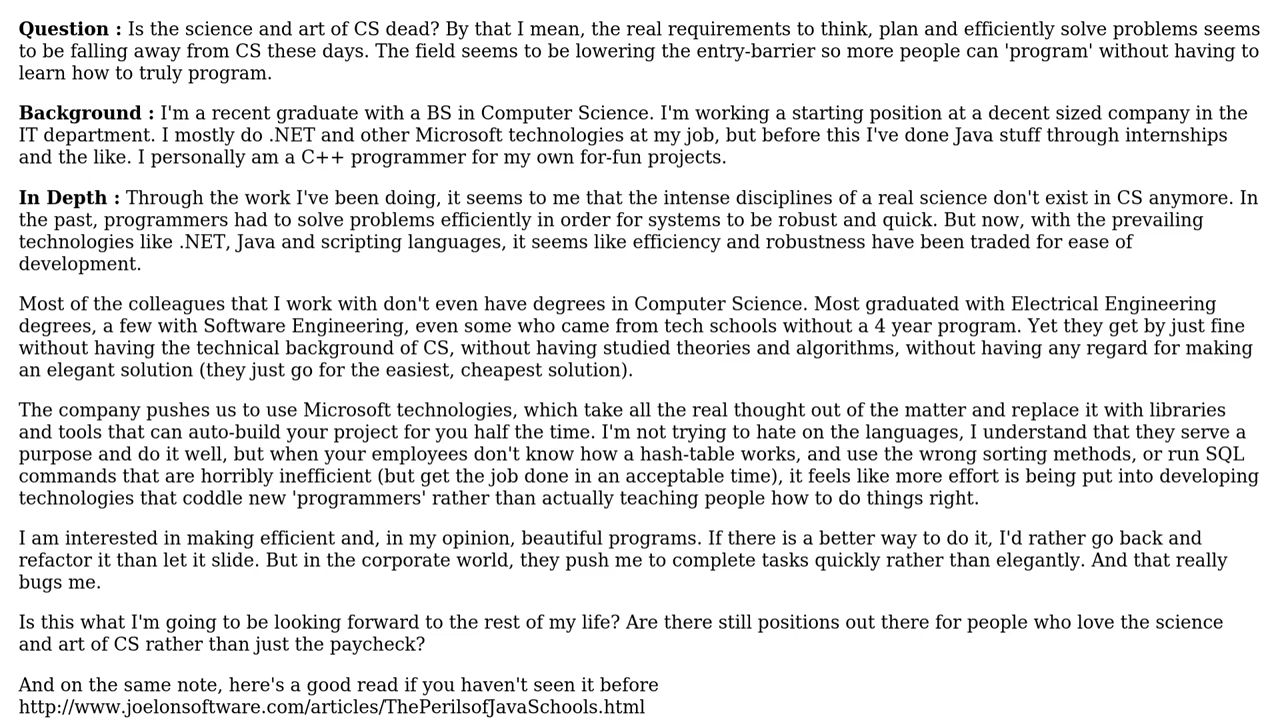 Question : Is the science and art of CS dead? By that I mean, the real requirements to think, plan and efficiently solve problems seems
to be falling away from CS these days. The field seems to be lowering the entry-barrier so more people can 'program' without having to
learn how to truly program.
Background : I'm a recent graduate with a BS in Computer Science. I'm working a starting position at a decent sized company in the
IT department. I mostly do .NET and other Microsoft technologies at my job, but before this I've done Java stuff through internships
and the like. I personally am a C++ programmer for my own for-fun projects.
In Depth : Through the work I've been doing, it seems to me that the intense disciplines of a real science don't exist in CS anymore. In
the past, programmers had to solve problems efficiently in order for systems to be robust and quick. But now, with the prevailing
technologies like .NET, Java and scripting languages, it seems like efficiency and robustness have been traded for ease of
development.
Most of the colleagues that I work with don't even have degrees in Computer Science. Most graduated with Electrical Engineering
degrees, a few with Software Engineering, even some who came from tech schools without a 4 year program. Yet they get by just fine
without having the technical background of CS, without having studied theories and algorithms, without having any regard for making
an elegant solution (they just go for the easiest, cheapest solution).
The company pushes us to use Microsoft technologies, which take all the real thought out of the matter and replace it with libraries
and tools that can auto-build your project for you half the time. I'm not trying to hate on the languages, I understand that they serve a
purpose and do it well, but when your employees don't know how a hash-table works, and use the wrong sorting methods, or run SQL
commands that are horribly inefficient (but get the job done in an acceptable time), it feels like more effort is being put into developing
technologies that coddle new 'programmers' rather than actually teaching people how to do things right.
I am interested in making efficient and, in my opinion, beautiful programs. If there is a better way to do it, I'd rather go back and
refactor it than let it slide. But in the corporate world, they push me to complete tasks quickly rather than elegantly. And that really
bugs me.
Is this what I'm going to be looking forward to the rest of my life? Are there still positions out there for people who love the science
and art of CS rather than just the paycheck?
And on the same note, here's a good read if you haven't seen it before
http://www.joelonsoftware.com/articles/ThePerilsofJavaSchools.html